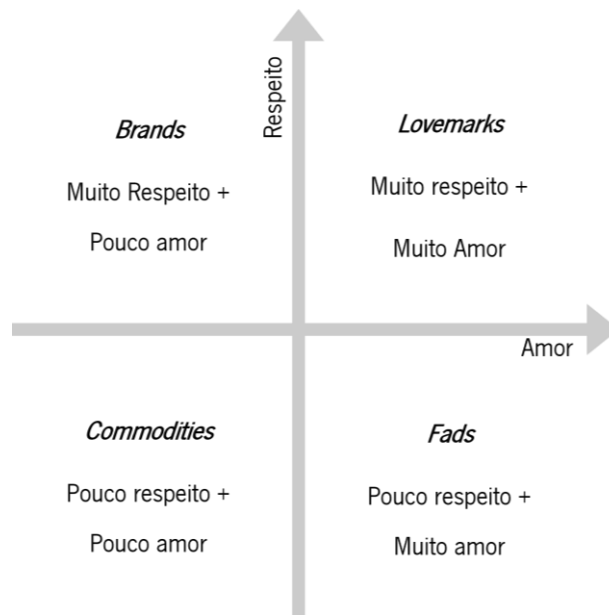 Respeito
Brands
Muito Respeito +
Pouco amor
Lovemarks
Muito respeito +
Muito Amor
Amor
Commodities
Pouco respeito +
Pouco amor
Fads
Pouco respeito +
Muito amor